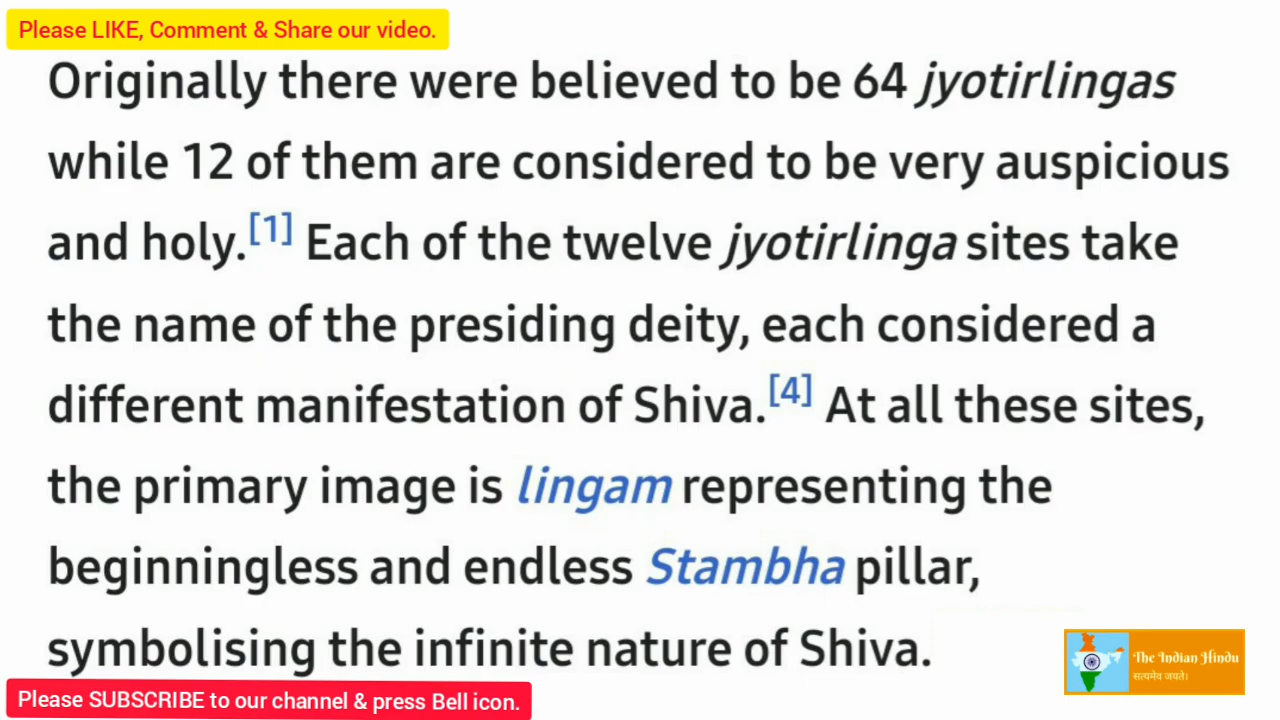 Please LIKE, Comment & Share our video.
Originally there were believed to be 64 jyotirlingas
while 12 of them are considered to be very auspicious
and holy.[1] Each of the twelve jyotirlinga sites take
the name of the presiding deity, each considered a
different manifestation of Shiva.[4] At all these sites,
the primary image is lingam representing the
beginningless and endless Stambha pillar,
symbolising the infinite nature of Shiva.
The Indian Hindu
सत्यमेव जयते।
Please SUBSCRIBE to our channel & press Bell icon.